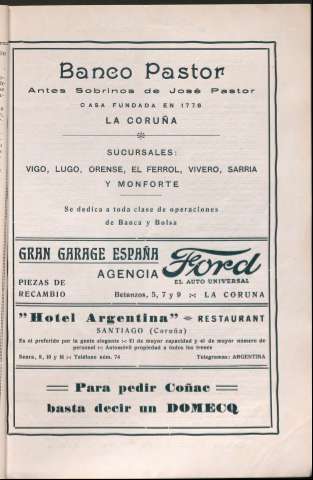 Banco Pastor
Antes Sobrinos de José Pastor
CASA FUNDADA EN 1776
LA CORUÑA
SUCURSALES:
VIGO, LUGO, ORENSE, EL FERROL, VIVERO, SARRIA
Y MONFORTE
Se dedica a toda clase de operaciones
de Banca y Bolsa
GRAN GARAGE ESPAÑA
AGENCIA Ford
EL AUTO UNIVERSAL
PIEZAS DE
RECAMBIO
Betanzos, 5, 7 y 9 :-: LA CORUNA
"Hotel Argentina" = RESTAURANT
SANTIAGO (Coruña)
Es el preferido por la gente elegante :-: El de mayor capacidad y el de mayor número de
personal :-: Automóvil propiedad a todos los trenes
Senra, 8, 10 y 16 :-: Teléfono núm. 74
Telegramas: ARGENTINA
Para pedir Coñac
basta decir un DOMECQ